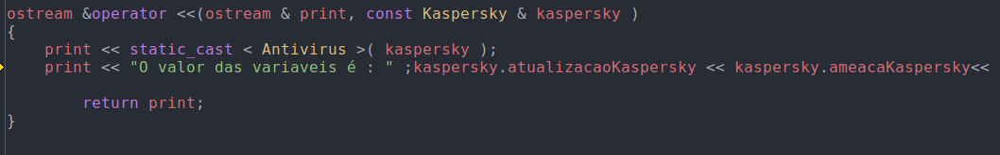 ostream &operator <<(ostream & print, const Kaspersky & kaspersky )
{
print << static_cast < Antivirus >( kaspersky );
print << "O valor das variaveis é : " ;kaspersky.atualizacaoKaspersky << kaspersky.ameacaKaspersky<<
return print;
}